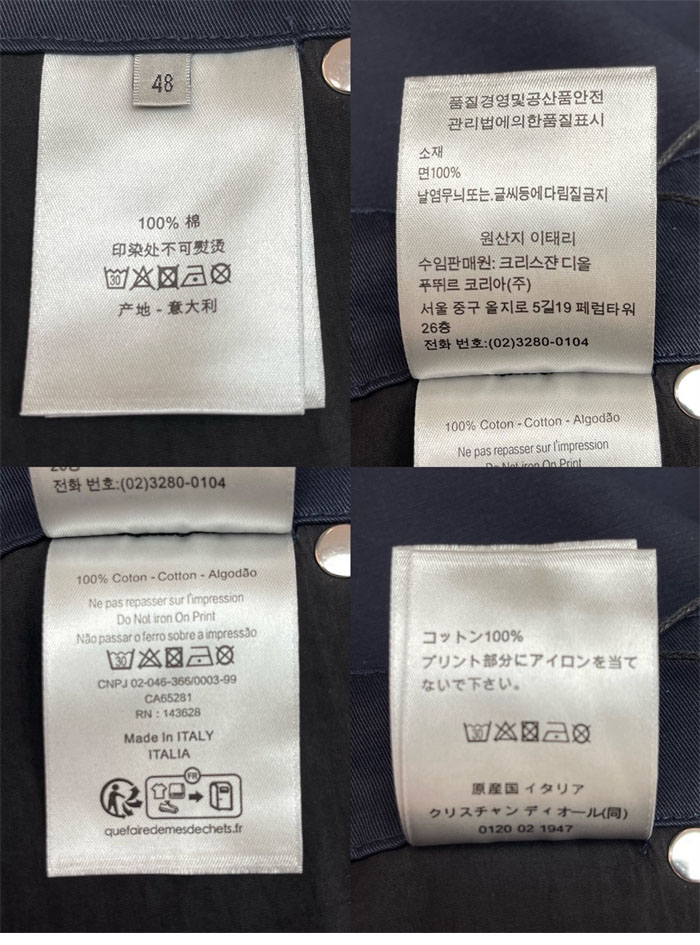 48
100% 棉
印染处不可熨烫
30
产地 - 意大利
품질경영및공산품안전
관리법에의한품질표시
소재
면100%
날염무늬또는,글씨등에다림질금지
원산지 이태리
수임판매원: 크리스쟌 디올
꾸뛰르 코리아(주)
서울 중구 을지로 5길19 페럼타워
26층
전화 번호:(02)3280-0104
100% Coton - Cotton - Algodão
Ne pas repasser sur l'impression
Do Not Iron On Print
26층
전화 번호:(02)3280-0104
100% Coton - Cotton - Algodão
Ne pas repasser sur l'impression
Do Not iron On Print
Não passar o ferro sobre a impressão
30
CNPJ 02-046-366/0003-99
CA65281
RN : 143628
Made In ITALY
ITALIA
FR
quefairedemesdechets.fr
コットン100%
プリント部分にアイロンを当て
ないで下さい。
30
原産国 イタリア
クリスチャン ディオール(同)
0120 02 1947